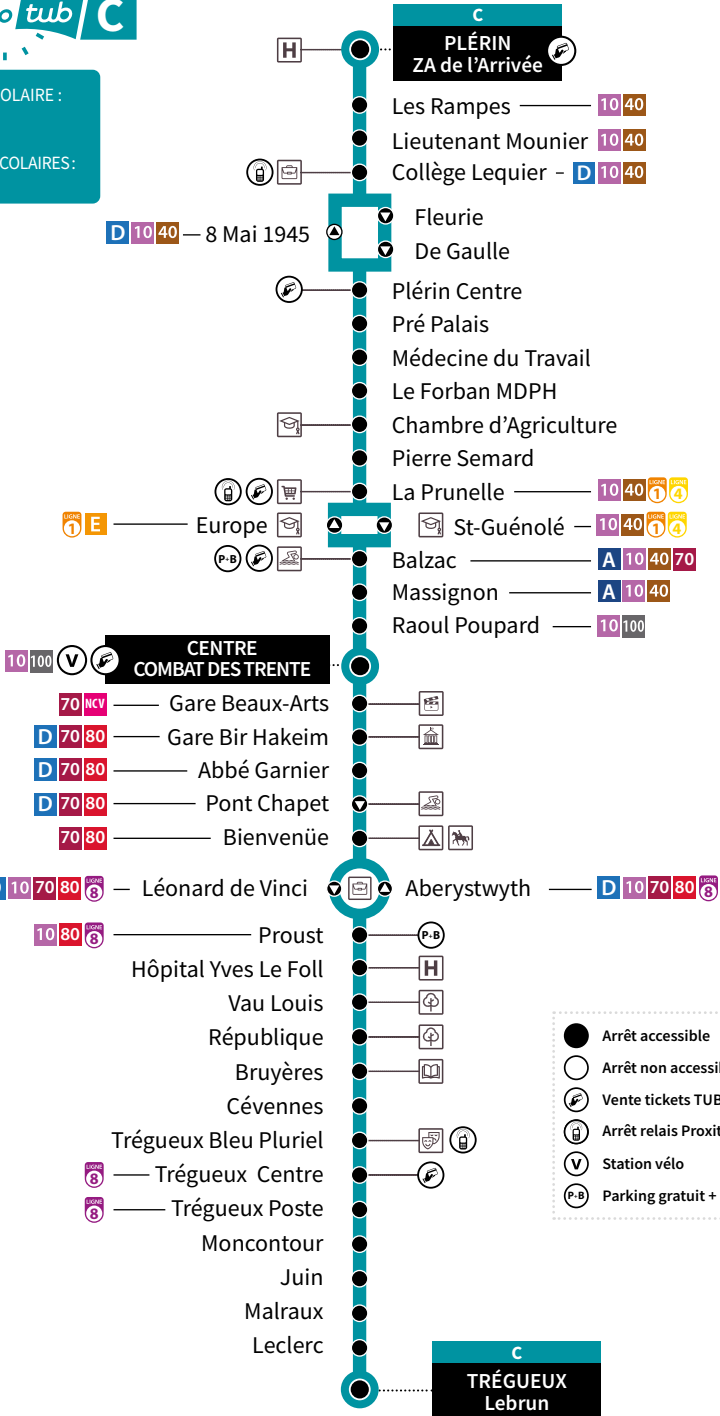 o tub C
OLAIRE :
COLAIRES :
C
PLÉRIN
ZA de l'Arrivée
H
Les Rampes 10 40
Lieutenant Mounier 10 40
Collège Lequier D 10 40
D 10 40 8 Mai 1945
Fleurie
De Gaulle
Plérin Centre
Pré Palais
Médecine du Travail
Le Forban MDPH
Chambre d'Agriculture
Pierre Semard
La Prunelle 10 40 LIGNE 1 LIGNE 4
LIGNE 1 E Europe
St-Guénolé 10 40 LIGNE 1 LIGNE 4
P+B
Balzac A 10 40 70
Massignon A 10 40
Raoul Poupard 10 100
10 100 V CENTRE
COMBAT DES TRENTE
70 NCV Gare Beaux-Arts
D 70 80 Gare Bir Hakeim
D 70 80 Abbé Garnier
D 70 80 Pont Chapet
70 80 Bienvenüe
10 70 80 LIGNE 8 Léonard de Vinci
Aberystwyth D 10 70 80 LIGNE 8
10 80 LIGNE 8 Proust P+B
Hôpital Yves Le Foll H
Vau Louis
République
Bruyères
Cévennes
Trégueux Bleu Pluriel
LIGNE 8 Trégueux Centre
LIGNE 8 Trégueux Poste
Moncontour
Juin
Malraux
Leclerc
C
TRÉGUEUX
Lebrun
Arrêt accessible
Arrêt non accessi
Vente tickets TUB
Arrêt relais Proxit
V Station vélo
P+B Parking gratuit +